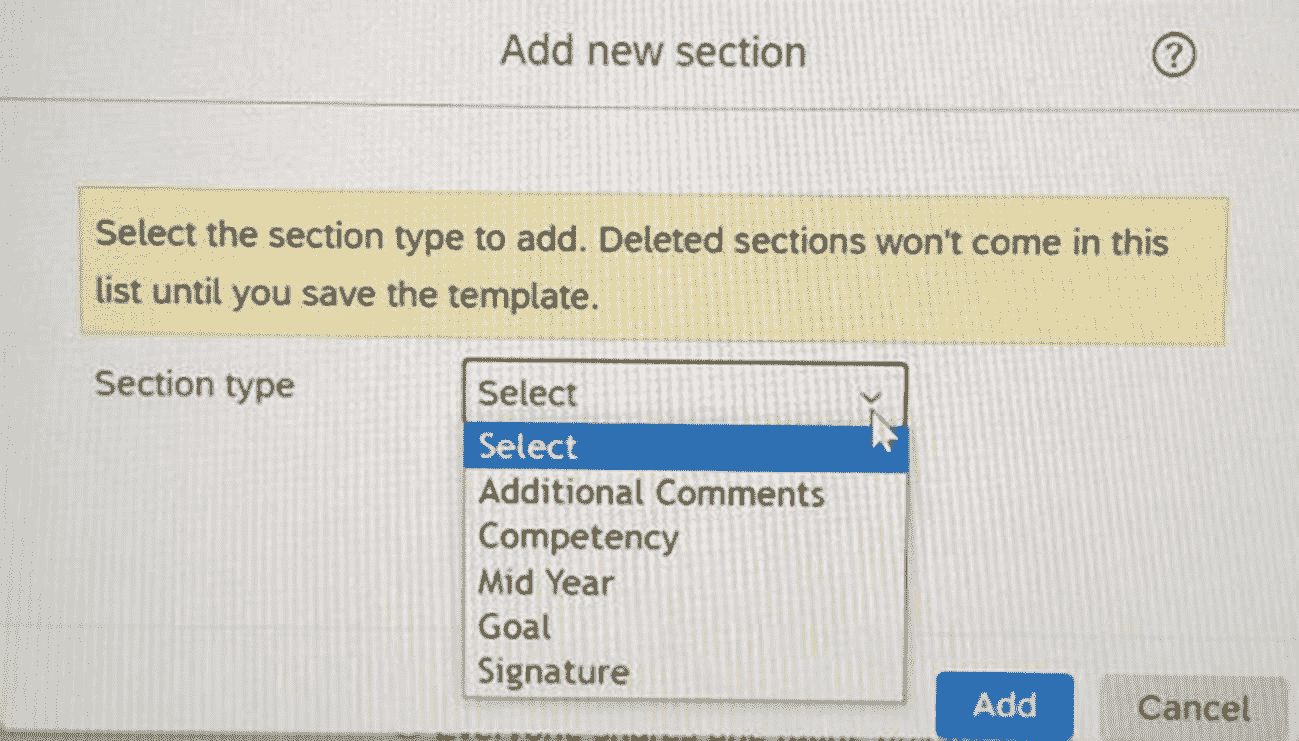 Add new section
?
Select the section type to add. Deleted sections won't come in this
list until you save the template.
Section type
Select
Select
Additional Comments
Competency
Mid Year
Goal
Signature
Add
Cancel